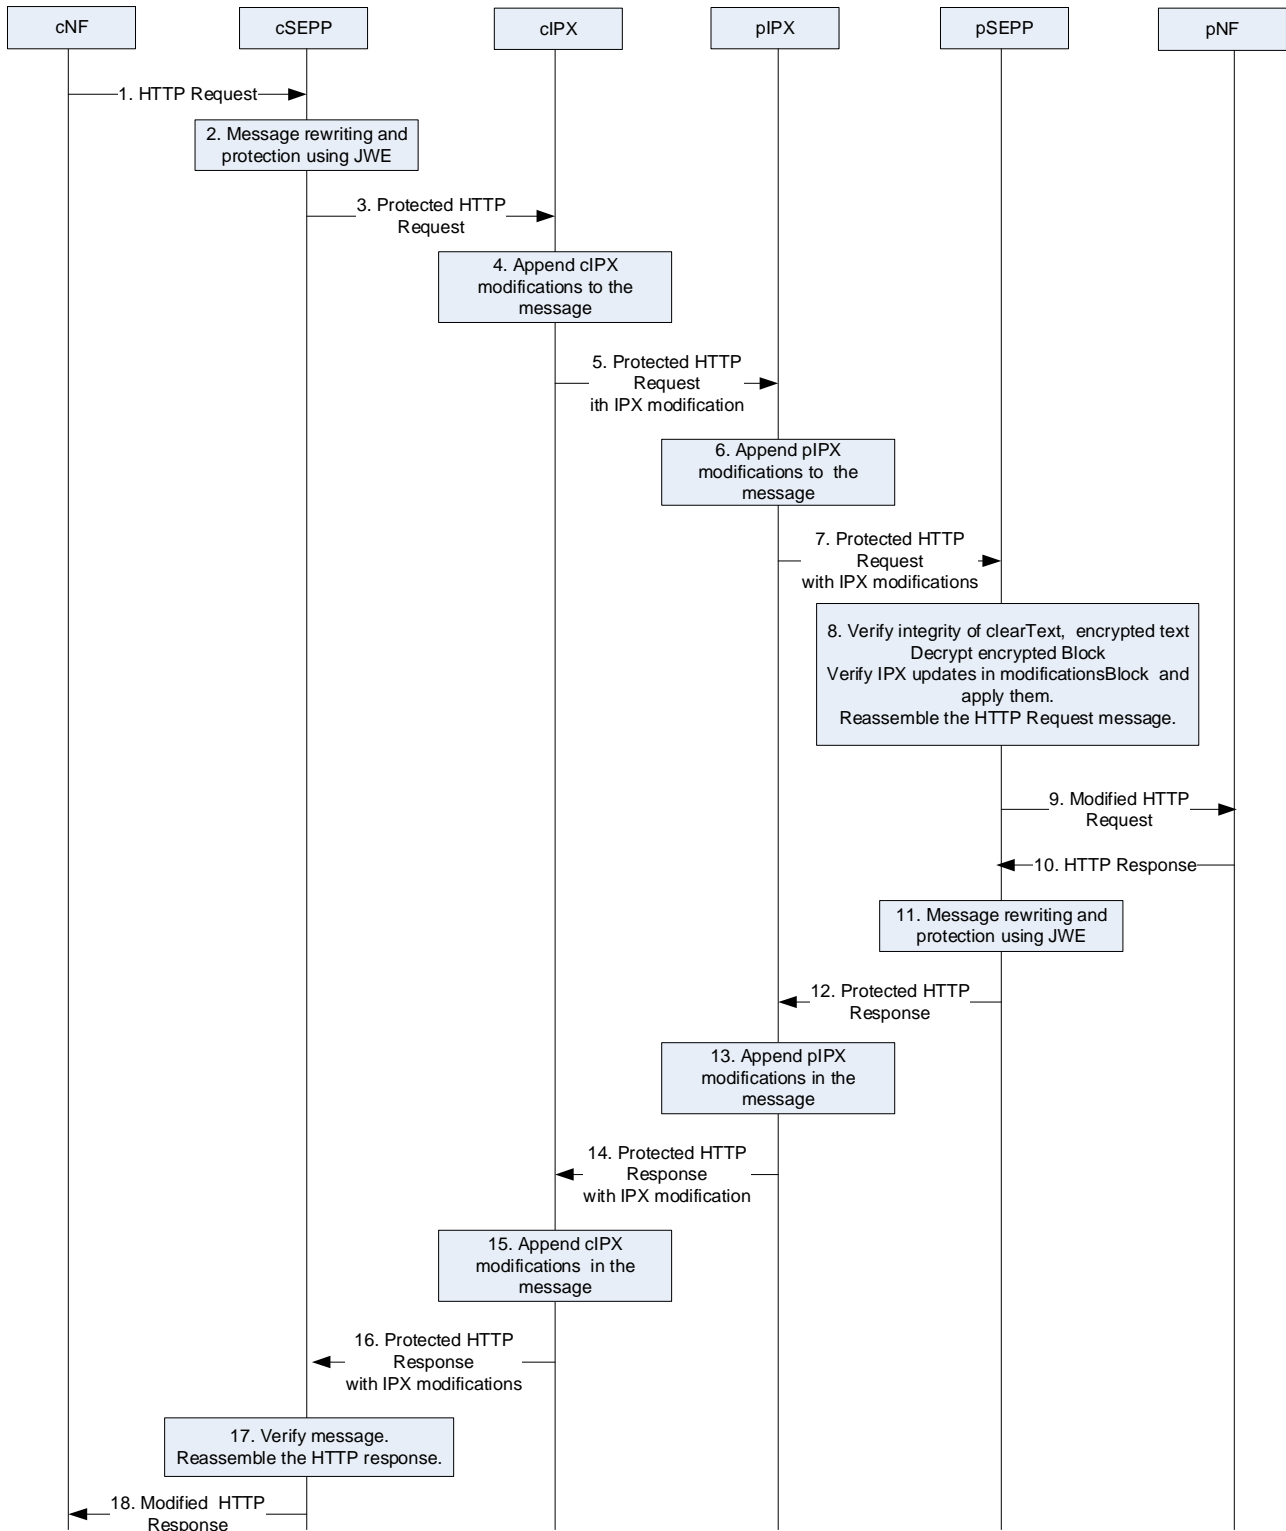 cNF
cSEPP
cIPX
pIPX
pSEPP
pNF
1. HTTP Request
2. Message rewriting and
protection using JWE
3. Protected HTTP
Request
4. Append cIPX
modifications to the
message
5. Protected HTTP
Request
ith IPX modification
6. Append pIPX
modifications to the
message
7. Protected HTTP
Request
with IPX modifications
8. Verify integrity of clearText, encrypted text
Decrypt encrypted Block
Verify IPX updates in modificationsBlock and
apply them.
Reassemble the HTTP Request message.
9. Modified HTTP
Request
10. HTTP Response
11. Message rewriting and
protection using JWE
12. Protected HTTP
Response
13. Append pIPX
modifications in the
message
14. Protected HTTP
Response
with IPX modification
15. Append cIPX
modifications in the
message
16. Protected HTTP
Response
with IPX modifications
17. Verify message.
Reassemble the HTTP response.
18. Modified HTTP
Response